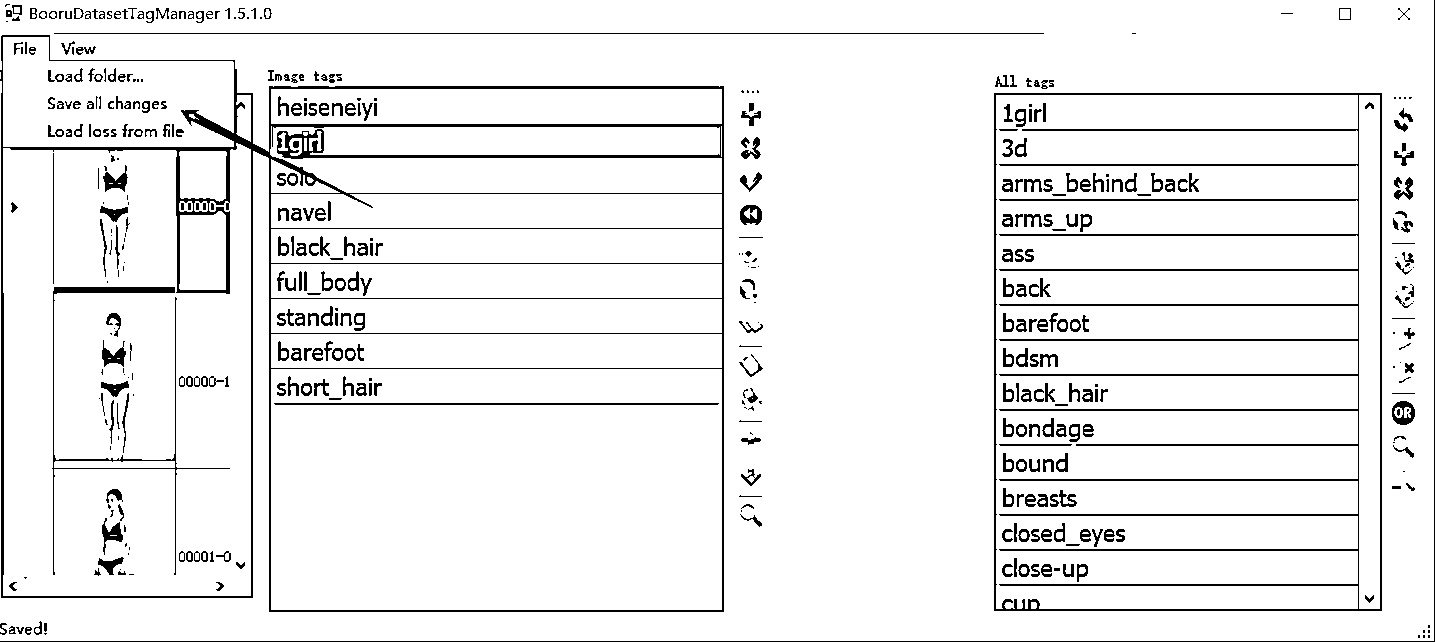 BooruDatasetTagManager 1.5.1.0
File View
Load folder...
Save all changes
Load loss from file
00000-0
00000-1
00001-0
Image tags
heiseneiyi
1girl
solo
navel
black_hair
full_body
standing
barefoot
short_hair
All tags
1girl
3d
arms_behind_back
arms_up
ass
back
barefoot
bdsm
black_hair
bondage
bound
breasts
closed_eyes
close-up
cup
OR
Saved!